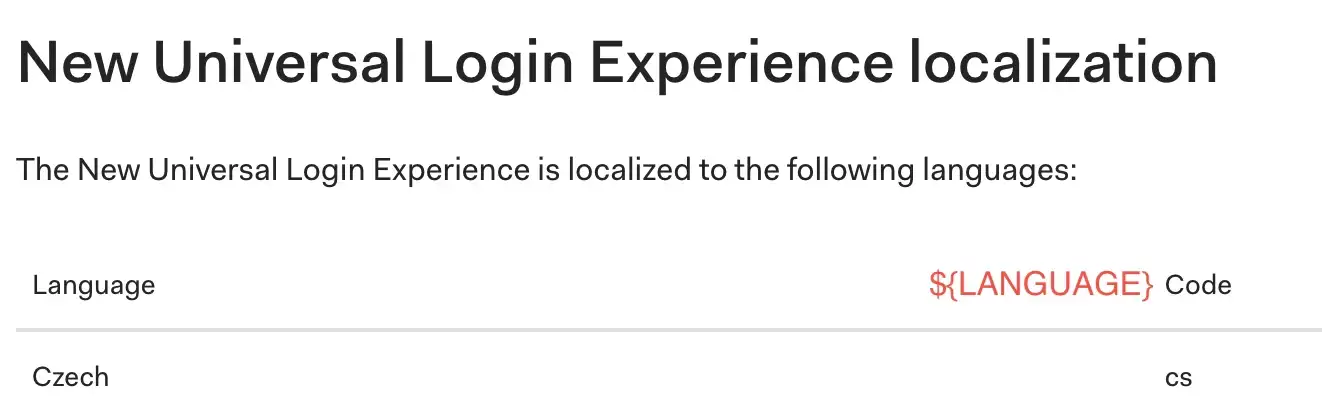 New Universal Login Experience localization
The New Universal Login Experience is localized to the following languages:
Language ${LANGUAGE} Code
Czech cs